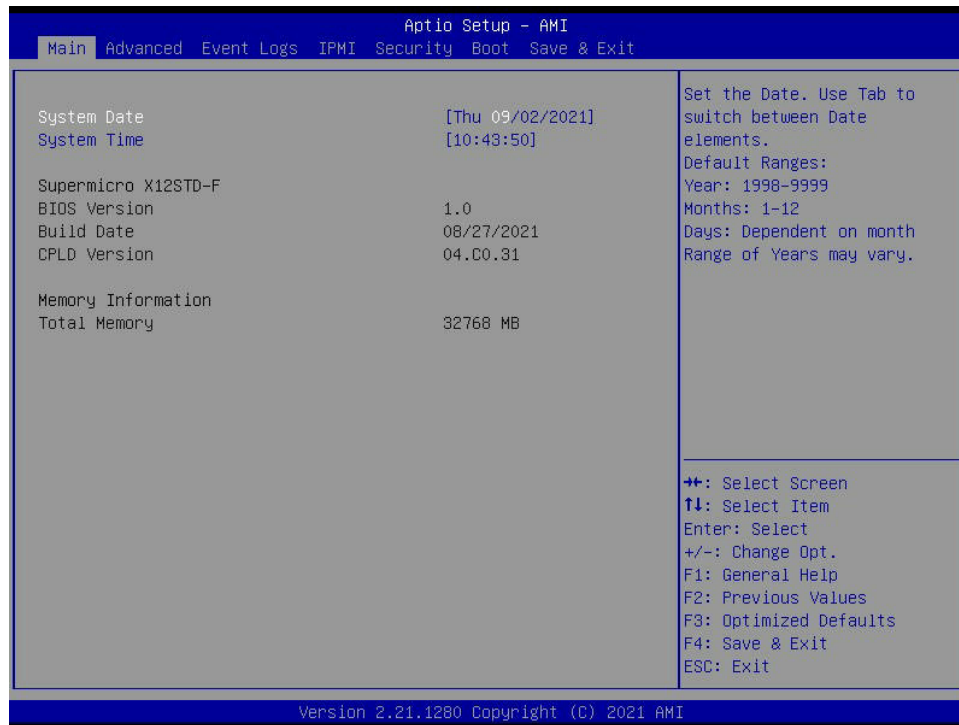 Aptio Setup – AMI
Main Advanced Event Logs IPMI Security Boot Save & Exit
System Date [Thu 09/02/2021]
System Time [10:43:50]
Supermicro X12STD-F
BIOS Version 1.0
Build Date 08/27/2021
CPLD Version 04.C0.31
Memory Information
Total Memory 32768 MB
Set the Date. Use Tab to
switch between Date
elements.
Default Ranges:
Year: 1998-9999
Months: 1-12
Days: Dependent on month
Range of Years may vary.
→←: Select Screen
↑↓: Select Item
Enter: Select
+/-: Change Opt.
F1: General Help
F2: Previous Values
F3: Optimized Defaults
F4: Save & Exit
ESC: Exit
Version 2.21.1280 Copyright (C) 2021 AMI